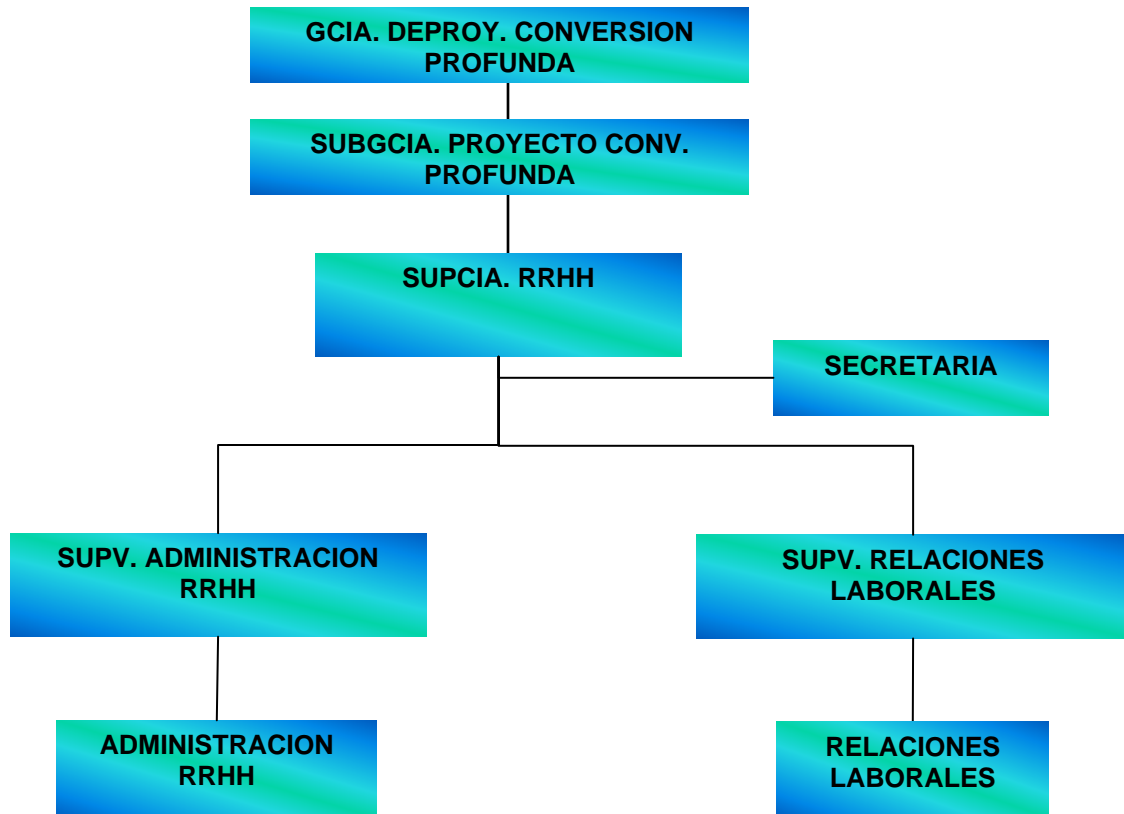 GCIA. DEPROY. CONVERSION
PROFUNDA
SUBGCIA. PROYECTO CONV.
PROFUNDA
SUPCIA. RRHH
SECRETARIA
SUPV. ADMINISTRACION
RRHH
SUPV. RELACIONES
LABORALES
ADMINISTRACION
RRHH
RELACIONES
LABORALES